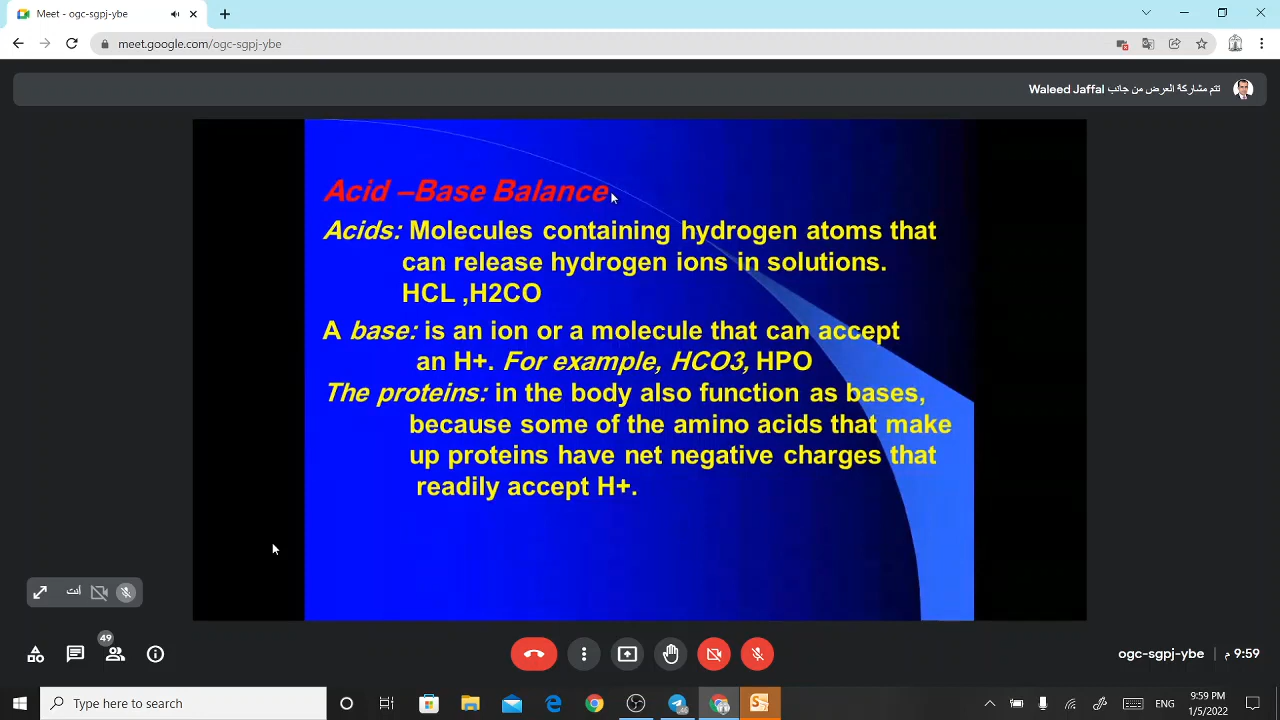 Meet - ogc-sgpj-ybe
meet.google.com/ogc-sgpj-ybe
تتم مشاركة العرض من جانب Waleed Jaffal
Acid –Base Balance
Acids: Molecules containing hydrogen atoms that
can release hydrogen ions in solutions.
HCL ,H2CO
A base: is an ion or a molecule that can accept
an H+. For example, HCO3, HPO
The proteins: in the body also function as bases,
because some of the amino acids that make
up proteins have net negative charges that
readily accept H+.
انت
49
ogc-sgpj-ybe
9:59 م
Type here to search
46
ENG
9:59 PM
1/5/2022